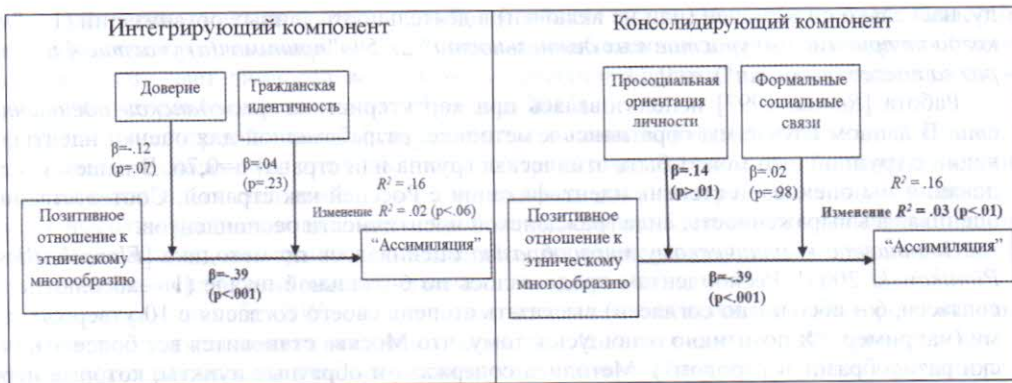 Интегрирующий компонент
Доверие
Гражданская
идентичность
β=-.12
(p=.07)
β=.04
(p=.23)
R² = .16
Изменение R² = .02 (p<.06)
Позитивное
отношение к
этническому
многообразию
“Ассимиляция”
β=-.39
(p<.001)
Консолидирующий компонент
Просоциальная
ориентация
личности
Формальные
социальные
связи
β=.14
(p>.01)
β=.02
(p=.98)
R² =.16
Изменение R² =.03 (p<.01)
Позитивное
отношение к
этническому
многообразию
“Ассимиляция”
β=-.39
(p<.001)